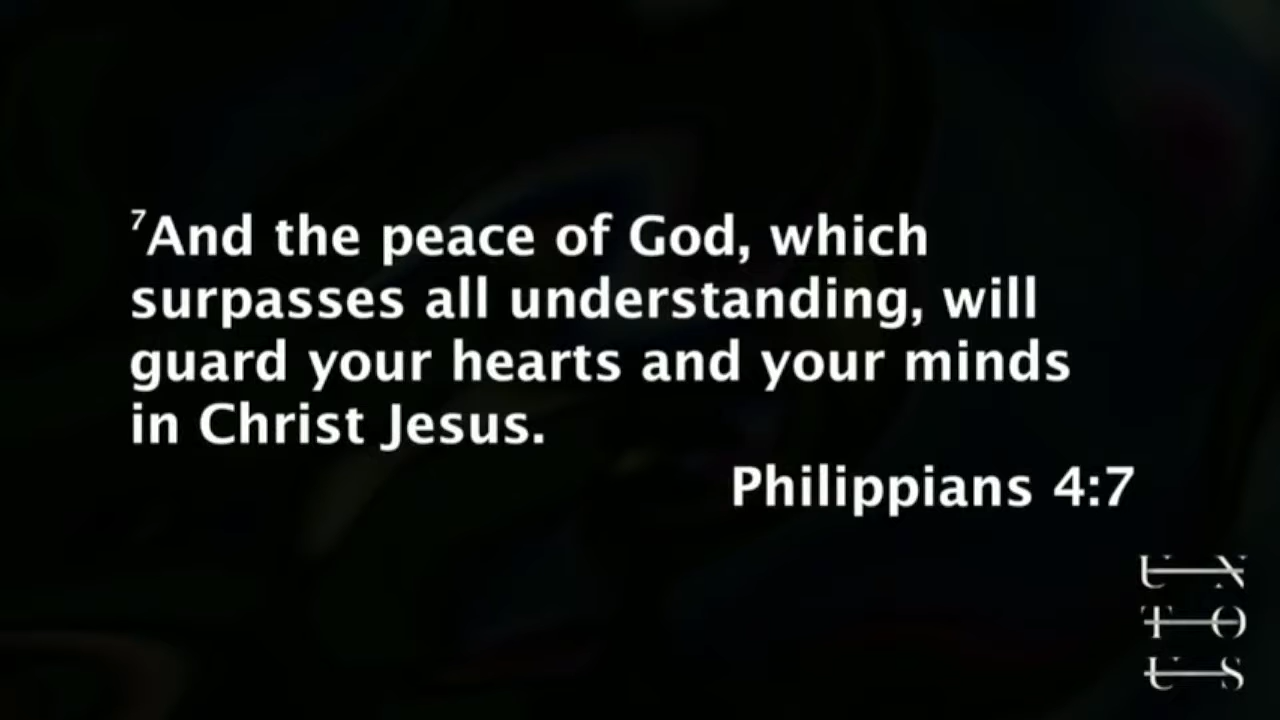 ⁷And the peace of God, which
surpasses all understanding, will
guard your hearts and your minds
in Christ Jesus.
Philippians 4:7
UN
TO
US